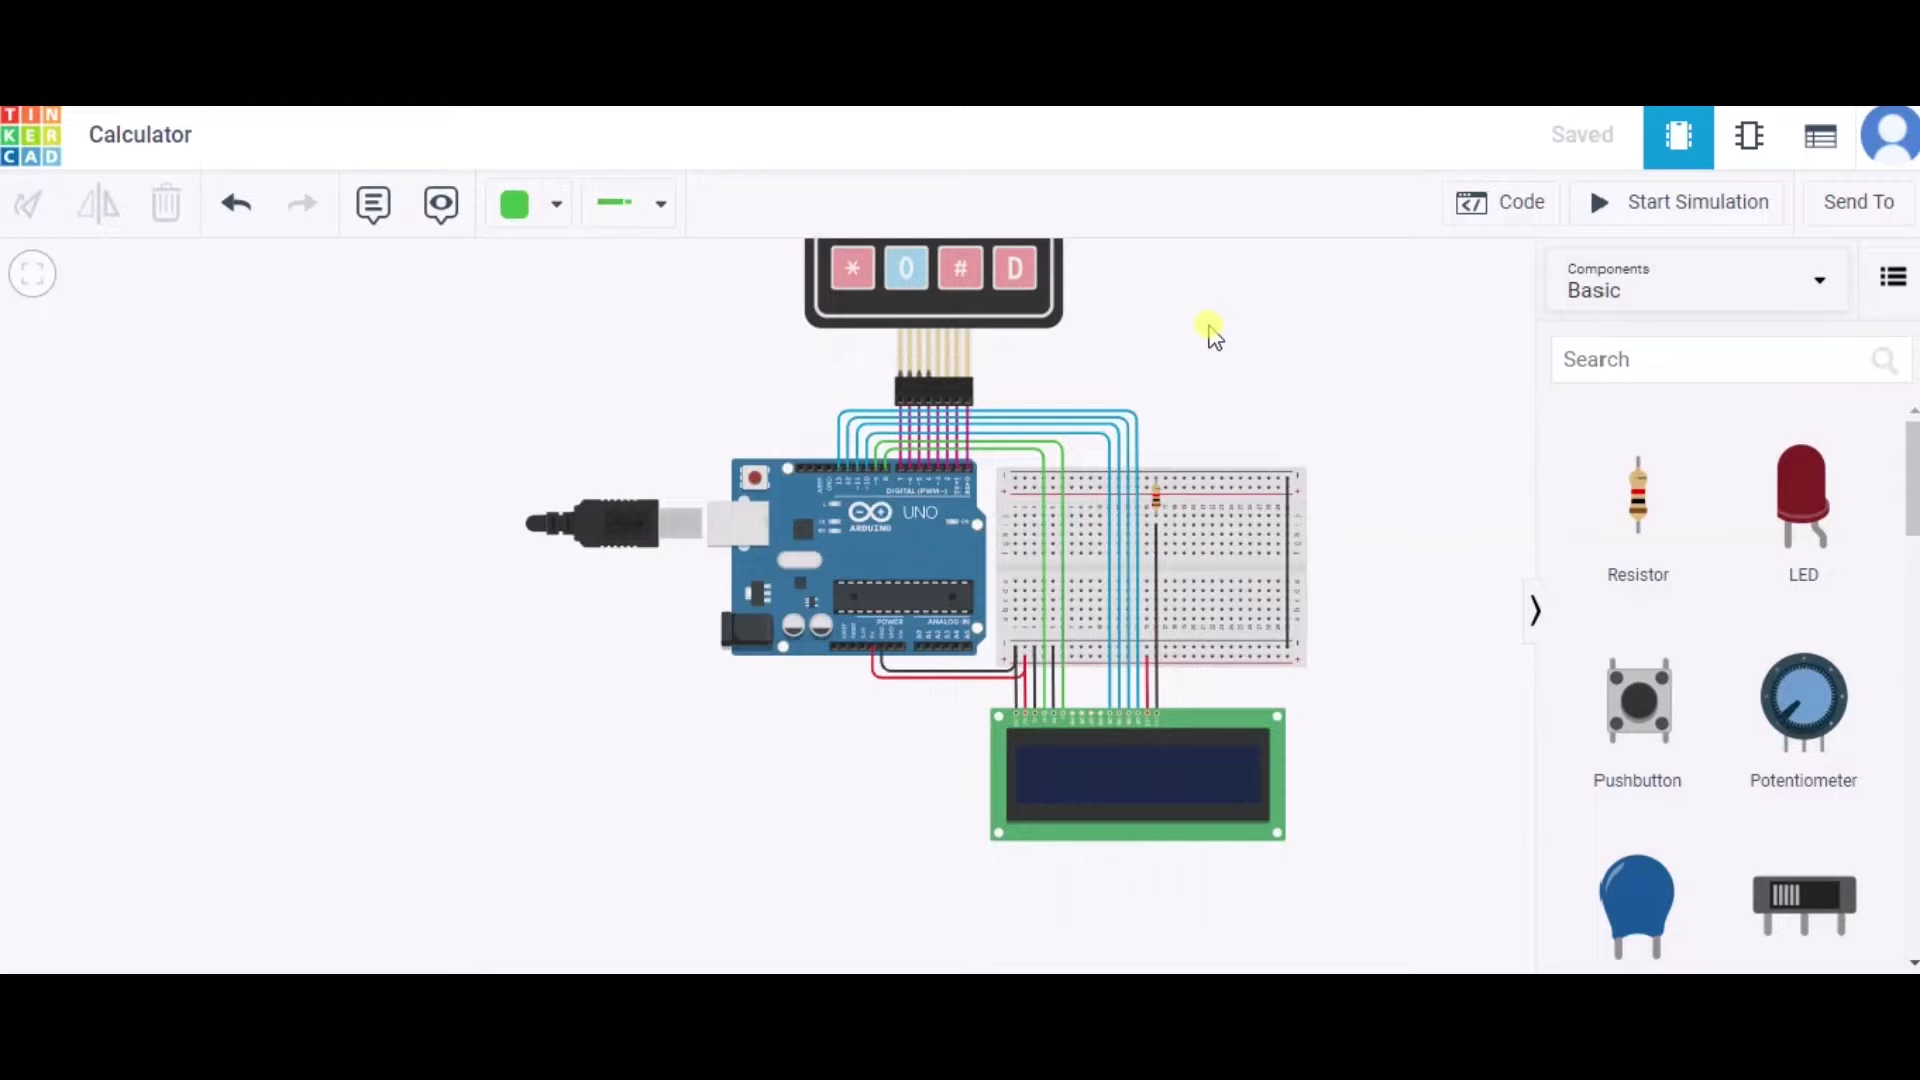 TIN
KER
CAD
Calculator
Saved
Code
Start Simulation
Send To
* 0 # D
Components
Basic
Search
DIGITAL (PWM~)
UNO
ARDUINO
POWER
ANALOG IN
Resistor
LED
Pushbutton
Potentiometer